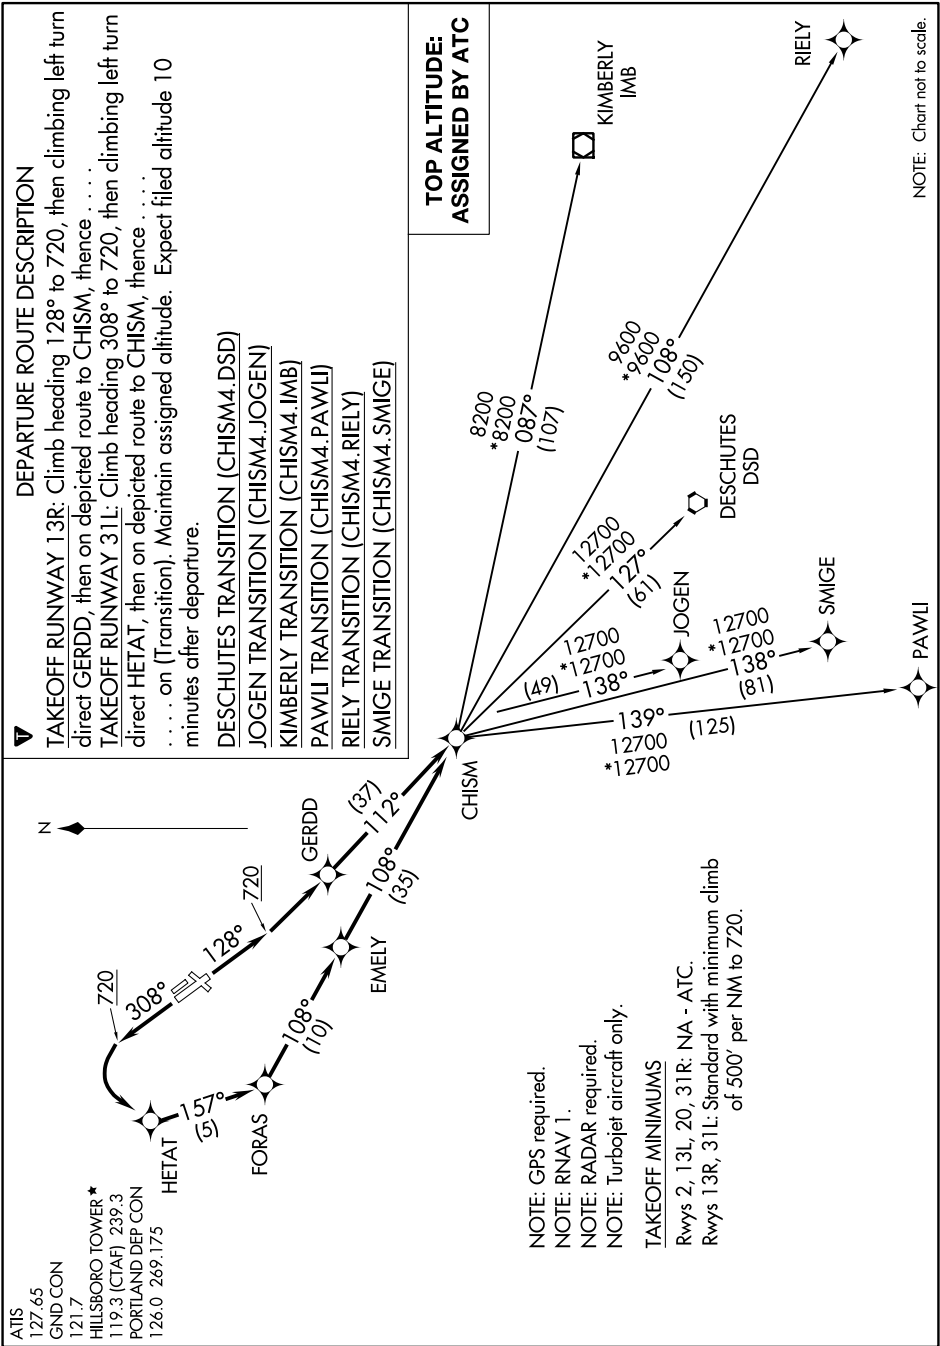 ATIS
127.65
GND CON
121.7
HILLSBORO TOWER★
119.3 (CTAF) 239.3
PORTLAND DEP CON
126.0 269.175
DEPARTURE ROUTE DESCRIPTION
T
TAKEOFF RUNWAY 13R: Climb heading 128° to 720, then climbing left turn
direct GERDD, then on depicted route to CHISM, thence . . . .
TAKEOFF RUNWAY 31L: Climb heading 308° to 720, then climbing left turn
direct HETAT, then on depicted route to CHISM, thence . . . .
. . . . on (Transition). Maintain assigned altitude. Expect filed altitude 10
minutes after departure.
DESCHUTES TRANSITION (CHISM4.DSD)
JOGEN TRANSITION (CHISM4.JOGEN)
KIMBERLY TRANSITION (CHISM4.IMB)
PAWLI TRANSITION (CHISM4.PAWLI)
RIELY TRANSITION (CHISM4.RIELY)
SMIGE TRANSITION (CHISM4.SMIGE)
TOP ALTITUDE:
ASSIGNED BY ATC
N
720
308°
128°
720
HETAT
157°
(5)
FORAS
108°
(10)
EMELY
108°
(35)
GERDD
(37)
112°
CHISM
8200
*8200
087°
(107)
KIMBERLY
IMB
9600
*9600
108°
(150)
RIELY
12700
*12700
127°
(61)
DESCHUTES
DSD
12700
*12700
(49)
138°
JOGEN
12700
*12700
138°
(81)
SMIGE
139°
(125)
12700
*12700
PAWLI
NOTE: GPS required.
NOTE: RNAV 1.
NOTE: RADAR required.
NOTE: Turbojet aircraft only.
TAKEOFF MINIMUMS
Rwys 2, 13L, 20, 31R: NA - ATC.
Rwys 13R, 31L: Standard with minimum climb
of 500' per NM to 720.
NOTE: Chart not to scale.